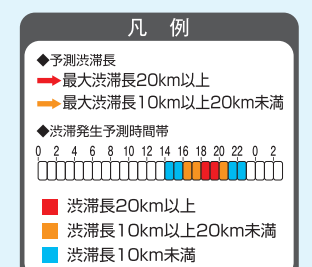 凡 例
◆予測渋滞長
最大渋滞長20km以上
最大渋滞長10km以上20km未満
◆渋滞発生予測時間帯
0 2 4 6 8 10 12 14 16 18 20 22 0 2
渋滞長20km以上
渋滞長10km以上20km未満
渋滞長10km未満